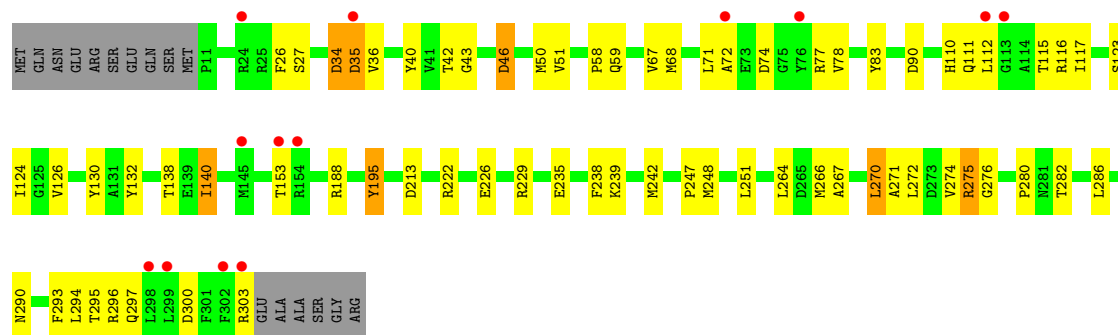 MET GLN ASN GLU ARG SER GLU GLN SER MET P11 R24 R25 F26 S27 D34 D35 V36 Y40 V41 T42 G43 D46 M50 V51 P58 Q59 V67 M68 L71 A72 E73 D74 G75 Y76 R77 V78 Y83 D90 H110 Q111 L112 G113 A114 T115 R116 I117 S123
I124 G125 V126 Y130 A131 Y132 T138 E139 I140 M145 T153 R154 R188 Y195 D213 R222 E226 R229 E235 F238 K239 M242 P247 M248 L251 L264 D265 M266 A267 L270 A271 L272 D273 V274 R275 G276 P280 N281 T282 L286
N290 F293 L294 T295 R296 Q297 L298 L299 D300 F301 F302 R303 GLU ALA ALA SER GLY ARG